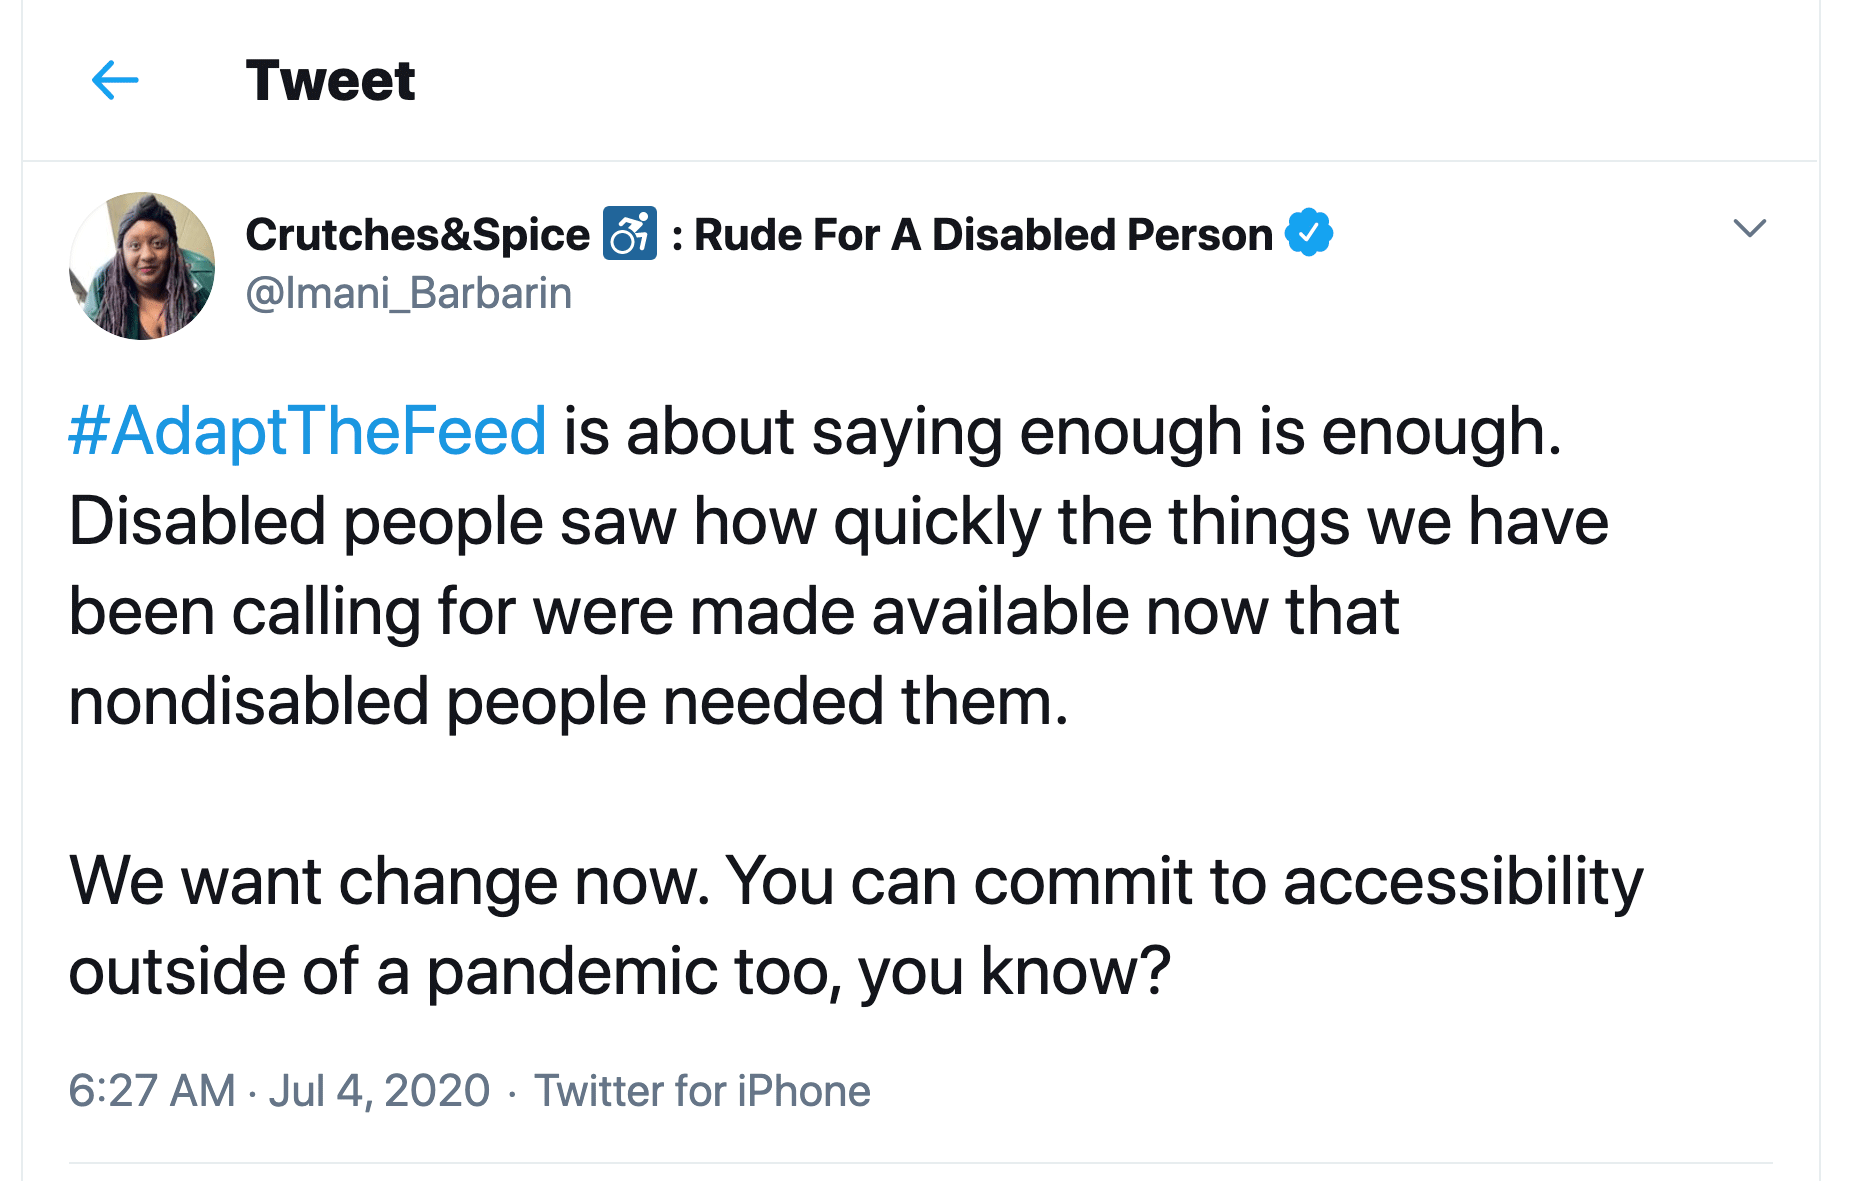 Tweet
Crutches&Spice ♿ : Rude For A Disabled Person
@Imani_Barbarin
#AdaptTheFeed is about saying enough is enough.
Disabled people saw how quickly the things we have
been calling for were made available now that
nondisabled people needed them.
We want change now. You can commit to accessibility
outside of a pandemic too, you know?
6:27 AM · Jul 4, 2020 · Twitter for iPhone